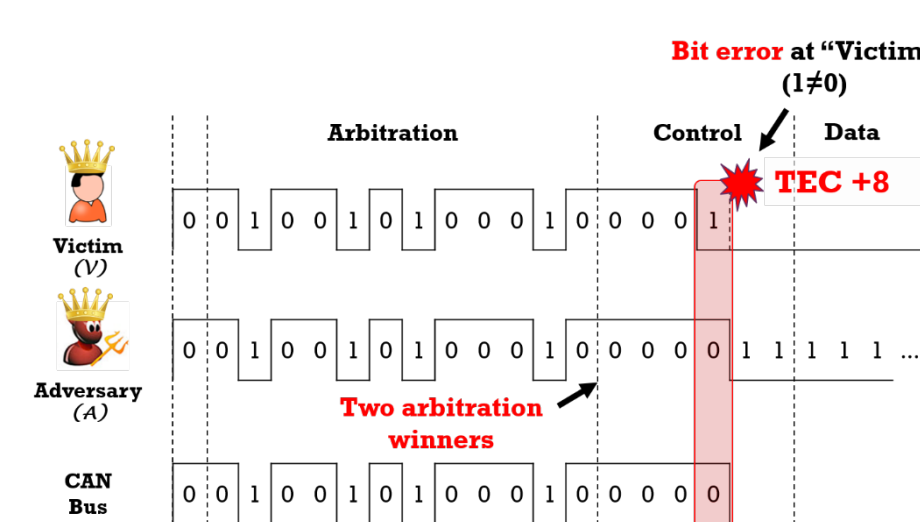 Bit error at “Victim
(1≠0)
Arbitration Control Data
TEC +8
0 0 1 0 0 1 0 1 0 0 0 1 0 0 0 0 1
Victim
(V)
0 0 1 0 0 1 0 1 0 0 0 1 0 0 0 0 0 1 1 1 1 1 ...
Adversary
(A)
Two arbitration
winners
CAN
Bus
0 0 1 0 0 1 0 1 0 0 0 1 0 0 0 0 0